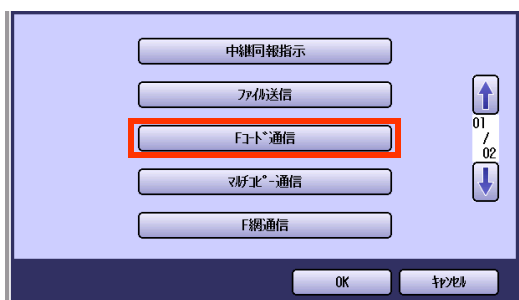 中継同報指示
ファイル送信
Fコード通信
01
/
02
マルチコピー通信
F網通信
OK
キャンセル